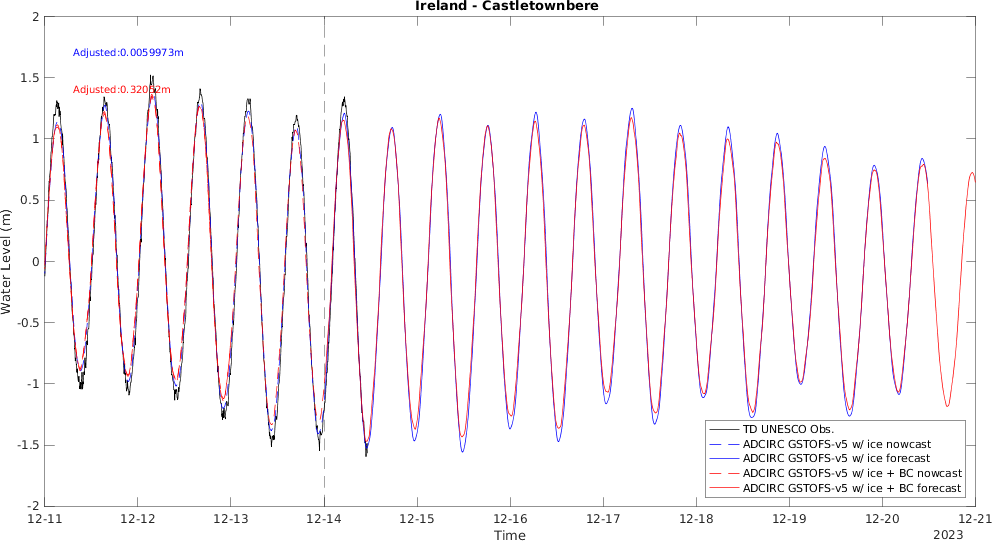 Ireland - Castletownbere
2
1.5
1
0.5
0
-0.5
-1
-1.5
-2
Water Level (m)
Adjusted:0.0059973m
Adjusted:0.32052m
TD UNESCO Obs.
ADCIRC GSTOFS-v5 w/ ice nowcast
ADCIRC GSTOFS-v5 w/ ice forecast
ADCIRC GSTOFS-v5 w/ ice + BC nowcast
ADCIRC GSTOFS-v5 w/ ice + BC forecast
12-11 12-12 12-13 12-14 12-15 12-16 12-17 12-18 12-19 12-20 12-21
Time
2023